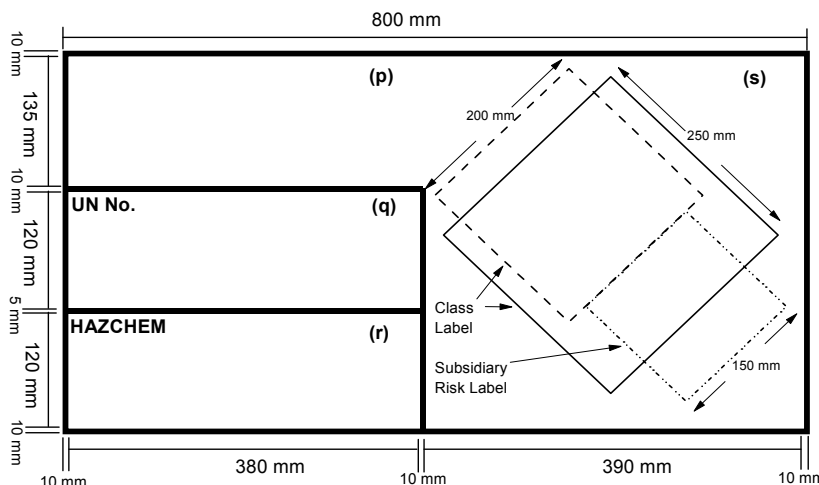 800 mm
10 mm
(p)
(s)
200 mm
250 mm
135 mm
10 mm
UN No.
(q)
120 mm
5 mm
HAZCHEM
(r)
Class
Label
Subsidiary
Risk Label
150 mm
120 mm
10 mm
380 mm
390 mm
10 mm
10 mm
10 mm